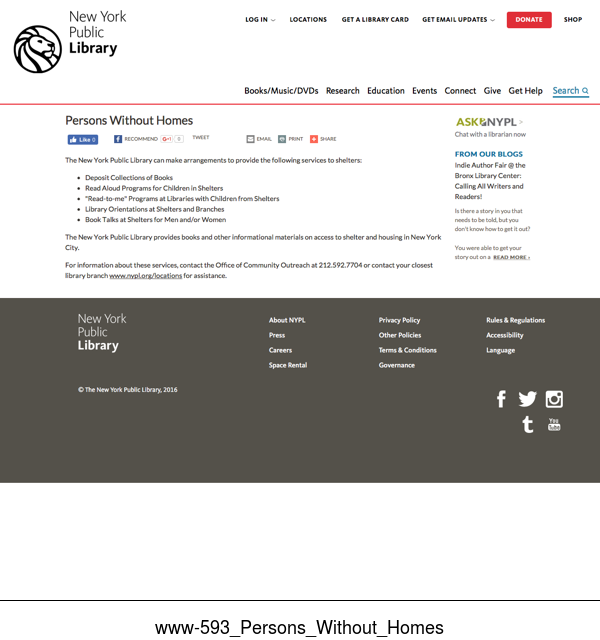 New York
Public
Library
LOG IN LOCATIONS GET A LIBRARY CARD GET EMAIL UPDATES DONATE SHOP
Books/Music/DVDs Research Education Events Connect Give Get Help Search
Persons Without Homes
Like 0 RECOMMEND G+1 0 TWEET EMAIL PRINT SHARE
The New York Public Library can make arrangements to provide the following services to shelters:
• Deposit Collections of Books
• Read Aloud Programs for Children in Shelters
• "Read-to-me" Programs at Libraries with Children from Shelters
• Library Orientations at Shelters and Branches
• Book Talks at Shelters for Men and/or Women
The New York Public Library provides books and other informational materials on access to shelter and housing in New York
City.
For information about these services, contact the Office of Community Outreach at 212.592.7704 or contact your closest
library branch www.nypl.org/locations for assistance.
ASK NYPL >
Chat with a librarian now
FROM OUR BLOGS
Indie Author Fair @ the
Bronx Library Center:
Calling All Writers and
Readers!
Is there a story in you that
needs to be told, but you
don't know how to get it out?
You were able to get your
story out on a READ MORE »
New York
Public
Library
About NYPL
Press
Careers
Space Rental
Privacy Policy
Other Policies
Terms & Conditions
Governance
Rules & Regulations
Accessibility
Language
© The New York Public Library, 2016
You
Tube
www-593_Persons_Without_Homes